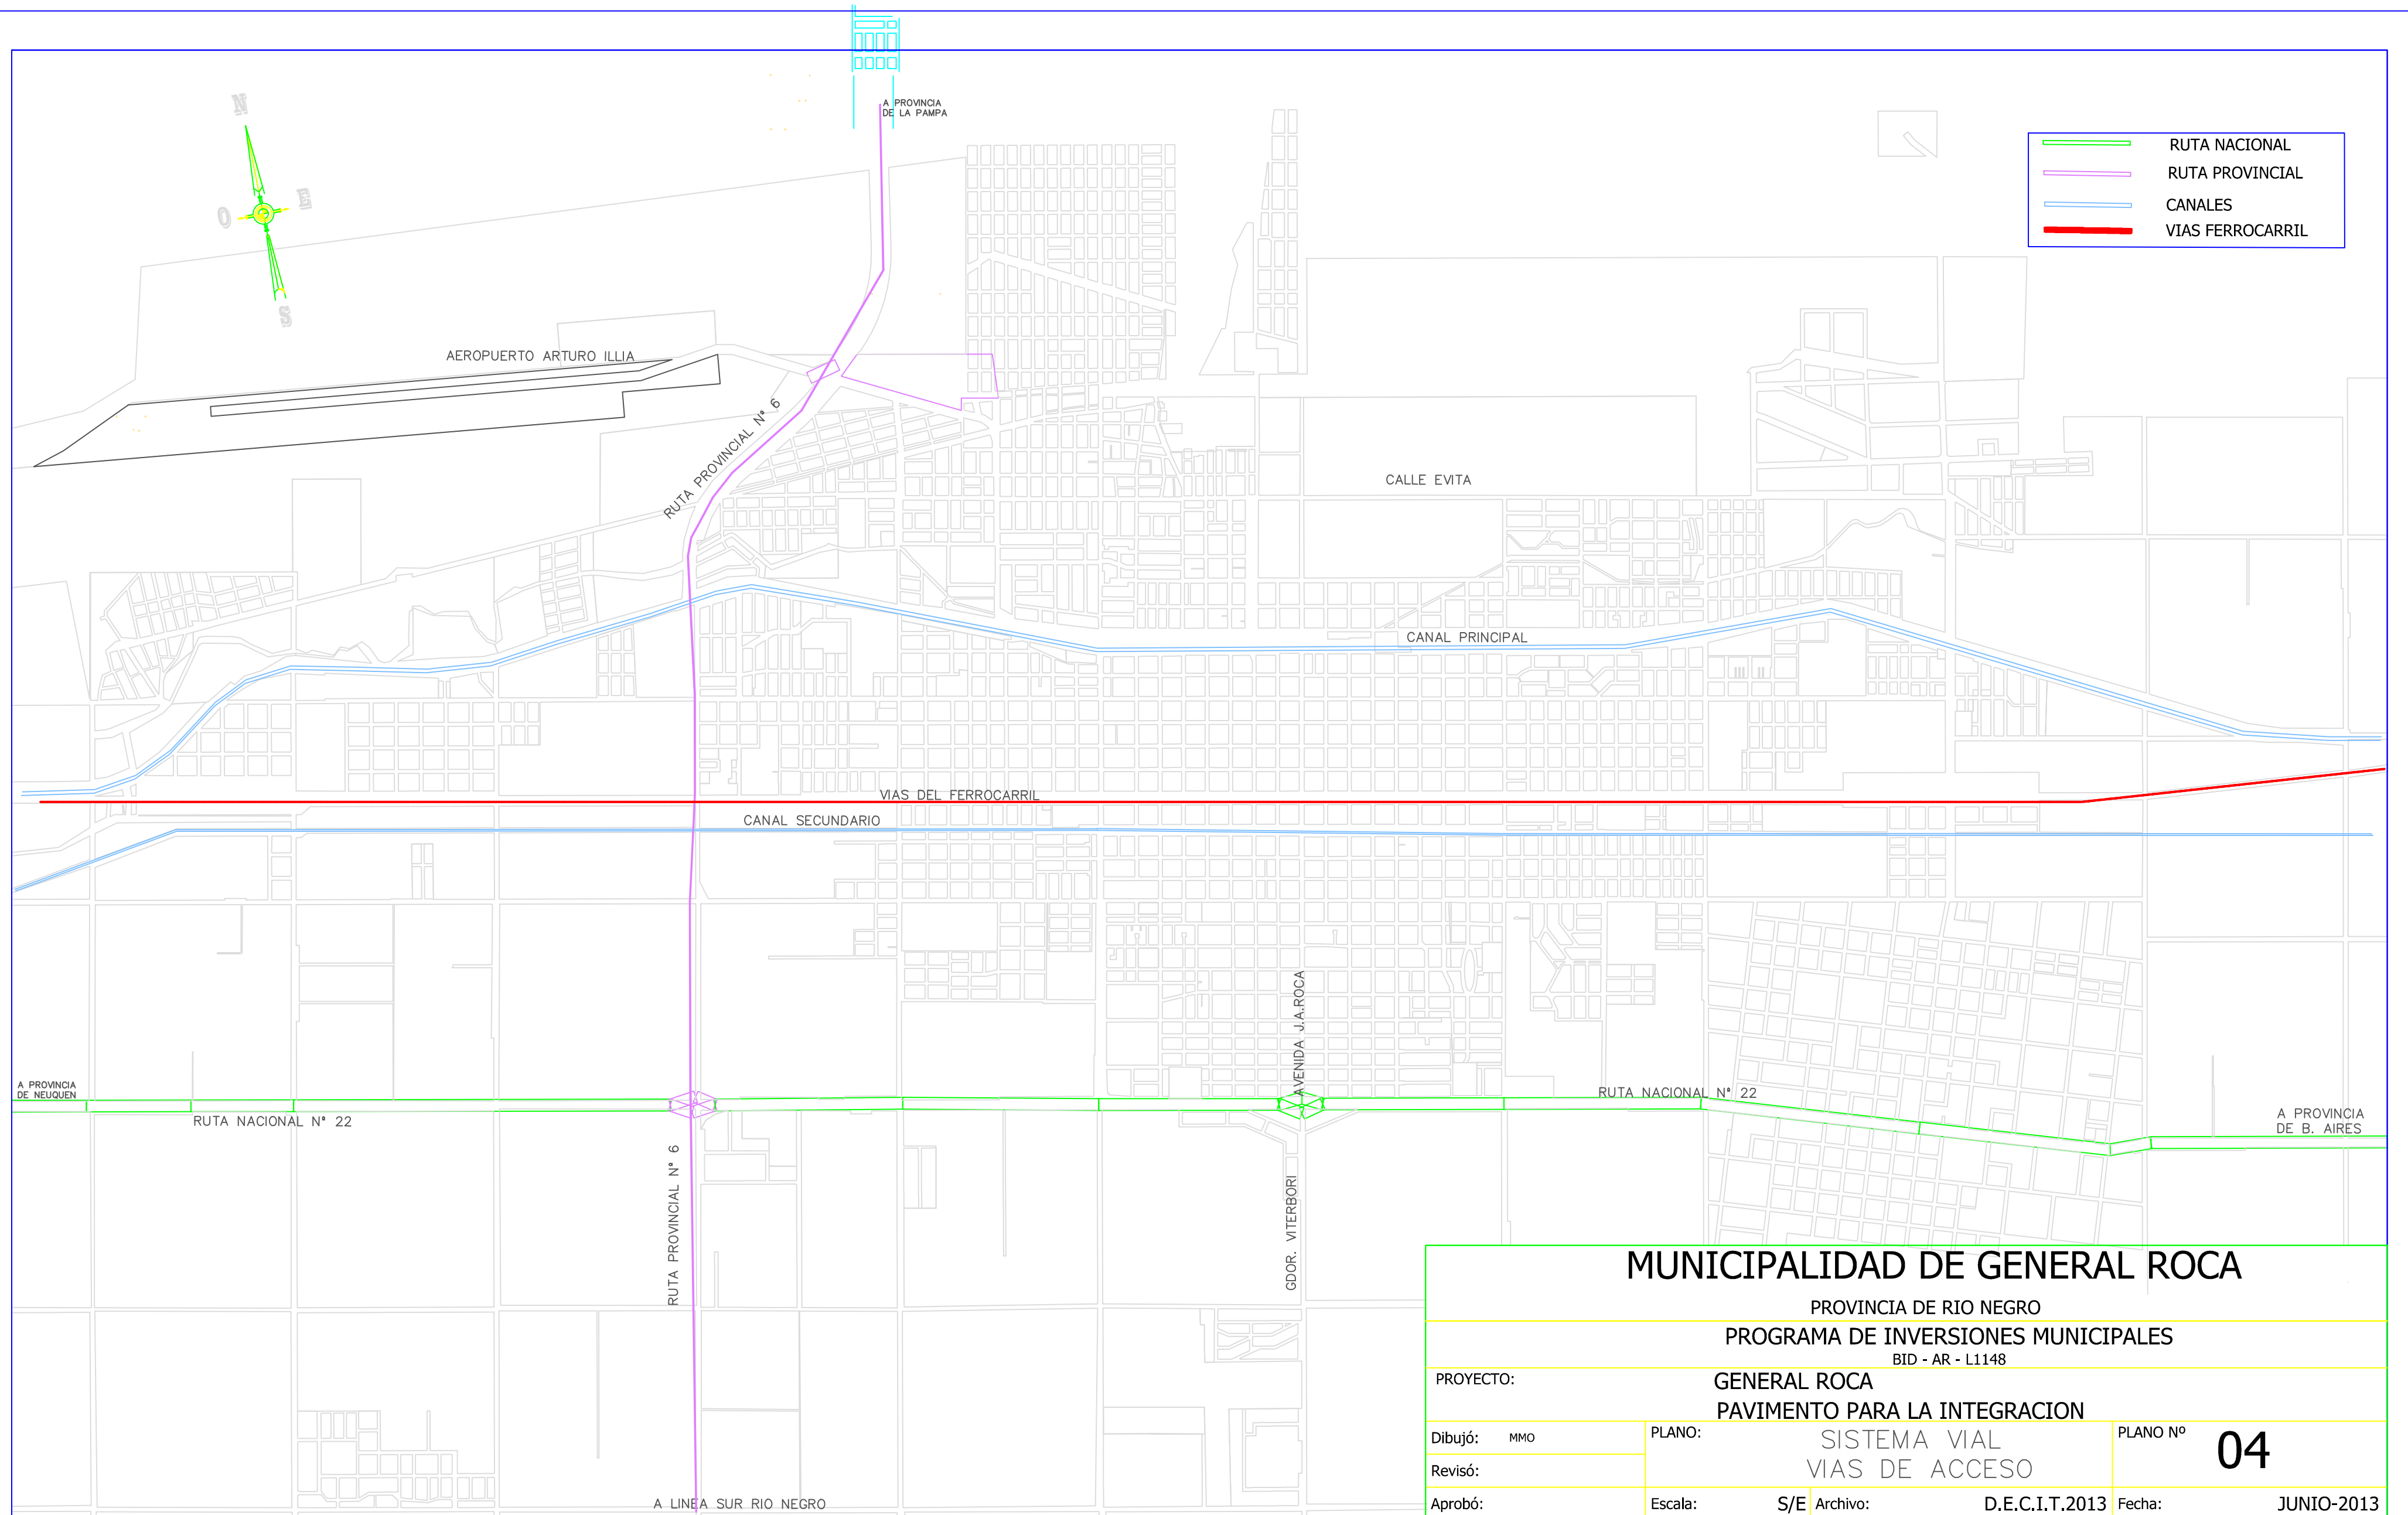 A PROVINCIA
DE LA PAMPA
N
E
O
S
RUTA NACIONAL
RUTA PROVINCIAL
CANALES
VIAS FERROCARRIL
AEROPUERTO ARTURO ILLIA
RUTA PROVINCIAL N° 6
CALLE EVITA
CANAL PRINCIPAL
VIAS DEL FERROCARRIL
CANAL SECUNDARIO
AVENIDA J.A.ROCA
A PROVINCIA
DE NEUQUEN
RUTA NACIONAL N° 22
RUTA NACIONAL N° 22
A PROVINCIA
DE B. AIRES
RUTA PROVINCIAL N° 6
GDOR. VITERBORI
A LINEA SUR RIO NEGRO
MUNICIPALIDAD DE GENERAL ROCA
PROVINCIA DE RIO NEGRO
PROGRAMA DE INVERSIONES MUNICIPALES
BID - AR - L1148
PROYECTO:
GENERAL ROCA
PAVIMENTO PARA LA INTEGRACION
Dibujó: MMO
Revisó:
Aprobó:
PLANO:
SISTEMA VIAL
VIAS DE ACCESO
PLANO Nº 04
Escala: S/E
Archivo: D.E.C.I.T.2013
Fecha: JUNIO-2013